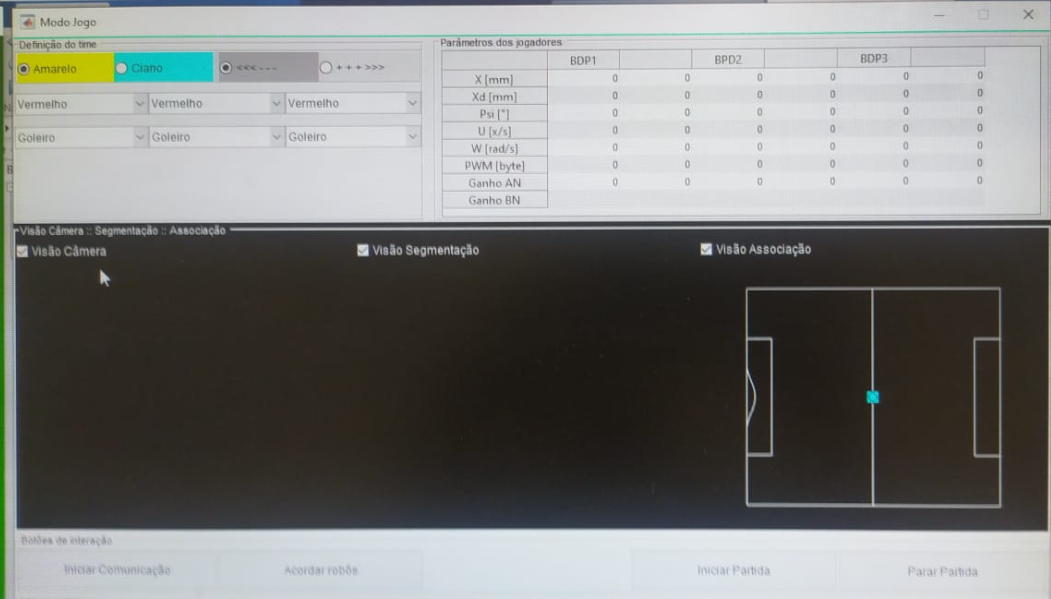 Modo Jogo
Definição do time
Amarelo Ciano <<<--- +++>>>
Vermelho Vermelho Vermelho
Goleiro Goleiro Goleiro
Parâmetros dos jogadores
BDP1 BPD2 BDP3
X [mm] 0 0 0 0 0 0
Xd [mm] 0 0 0 0 0 0
Psi [°] 0 0 0 0 0 0
U [x/s] 0 0 0 0 0 0
W [rad/s] 0 0 0 0 0 0
PWM [byte] 0 0 0 0 0 0
Ganho AN 0 0 0 0 0 0
Ganho BN
Visão Câmera :: Segmentação :: Associação
Visão Câmera Visão Segmentação Visão Associação
Botões de interação
Iniciar Comunicação Acordar robôs Iniciar Partida Parar Partida